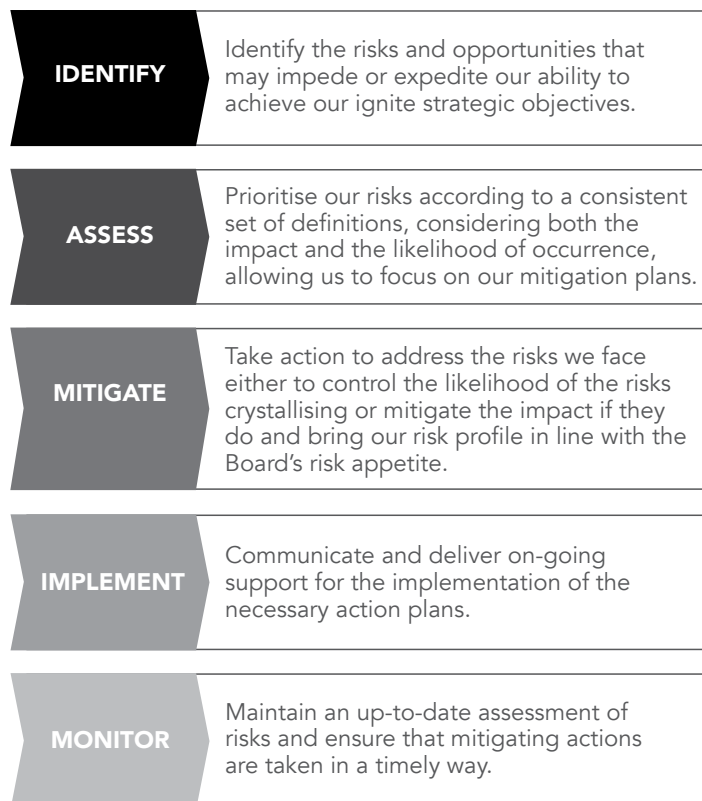 IDENTIFY
Identify the risks and opportunities that
may impede or expedite our ability to
achieve our ignite strategic objectives.
ASSESS
Prioritise our risks according to a consistent
set of definitions, considering both the
impact and the likelihood of occurrence,
allowing us to focus on our mitigation plans.
MITIGATE
Take action to address the risks we face
either to control the likelihood of the risks
crystallising or mitigate the impact if they
do and bring our risk profile in line with the
Board’s risk appetite.
IMPLEMENT
Communicate and deliver on-going
support for the implementation of the
necessary action plans.
MONITOR
Maintain an up-to-date assessment of
risks and ensure that mitigating actions
are taken in a timely way.